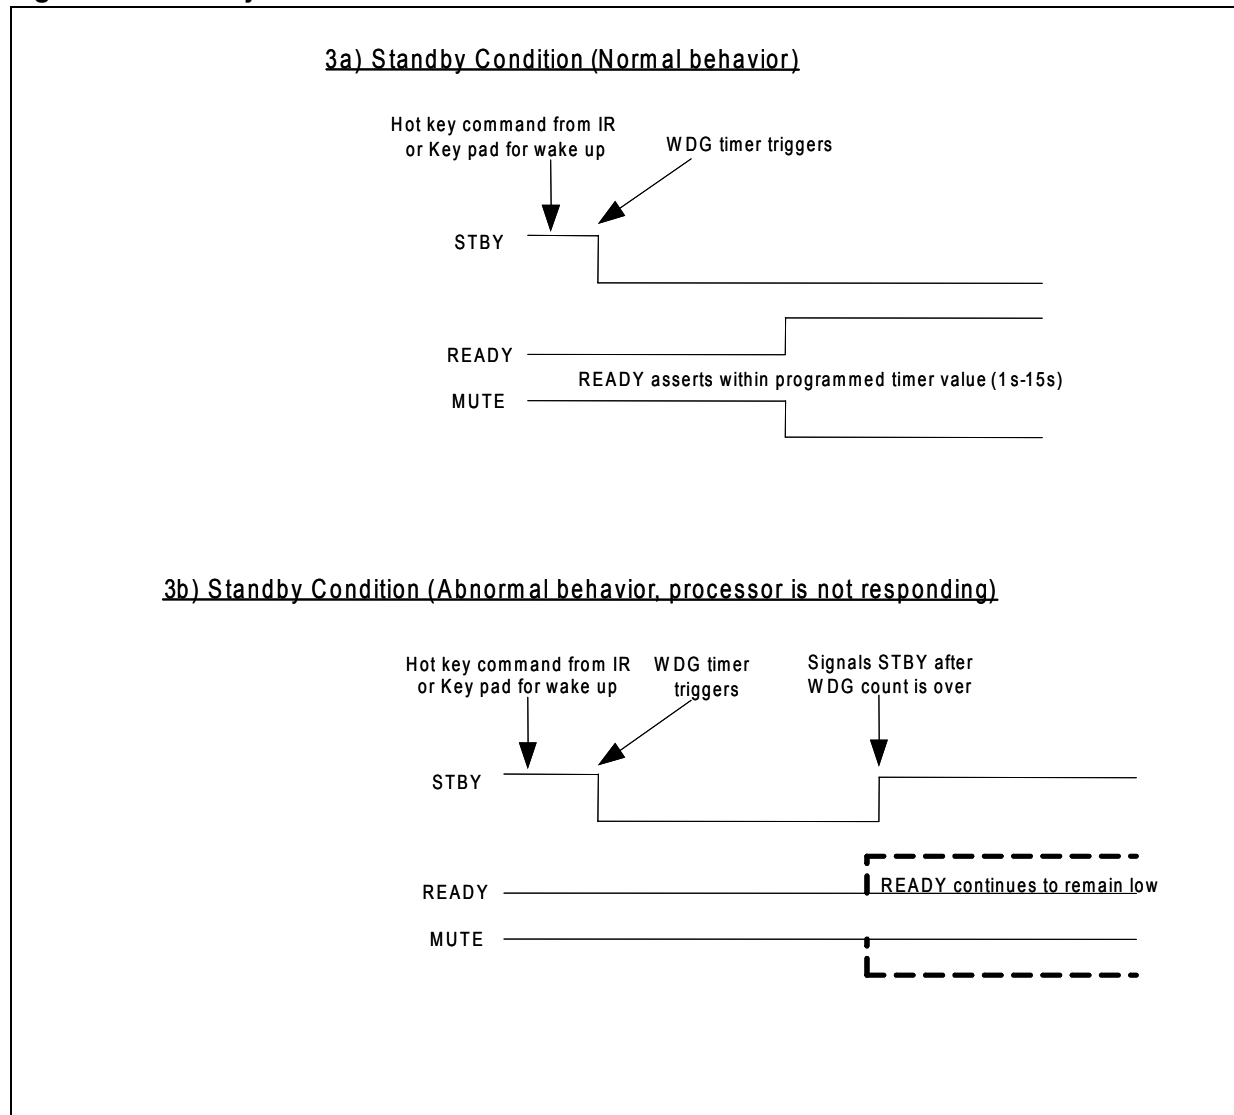 3a) Standby Condition (Normal behavior)
Hot key command from IR
or Key pad for wake up
WDG timer triggers
STBY
READY
READY asserts within programmed timer value (1s-15s)
MUTE
3b) Standby Condition (Abnormal behavior, processor is not responding)
Hot key command from IR
or Key pad for wake up
WDG timer
triggers
Signals STBY after
WDG count is over
STBY
READY
READY continues to remain low
MUTE